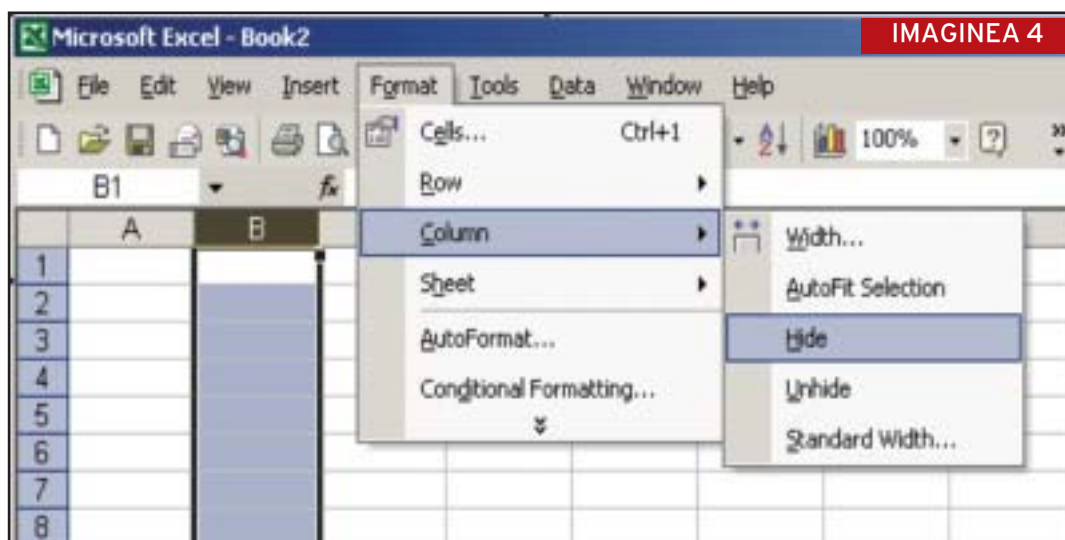 Microsoft Excel - Book2
IMAGINEA 4
File Edit View Insert Format Tools Data Window Help
Cells... Ctrl+1
100%
B1 fx
Row
A B
Column
Width...
1
Sheet
AutoFit Selection
2
3
AutoFormat...
Hide
4
Conditional Formatting...
Unhide
5
Standard Width...
6
7
8